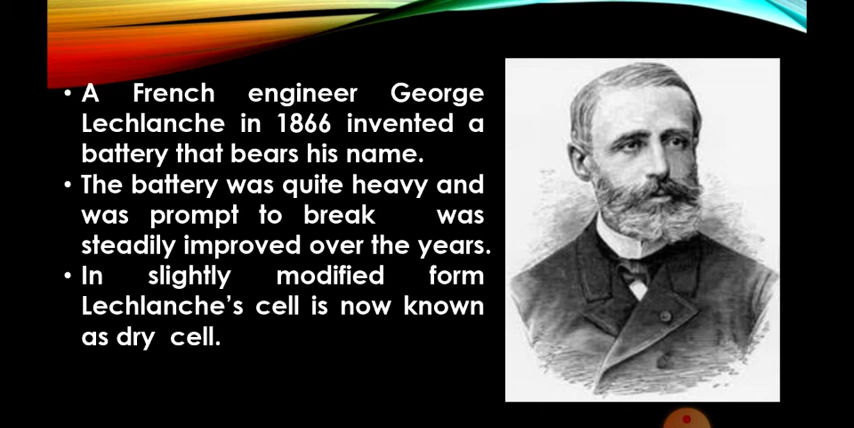 • A French engineer George
Lechlanche in 1866 invented a
battery that bears his name.
• The battery was quite heavy and
was prompt to break was
steadily improved over the years.
• In slightly modified form
Lechlanche’s cell is now known
as dry cell.